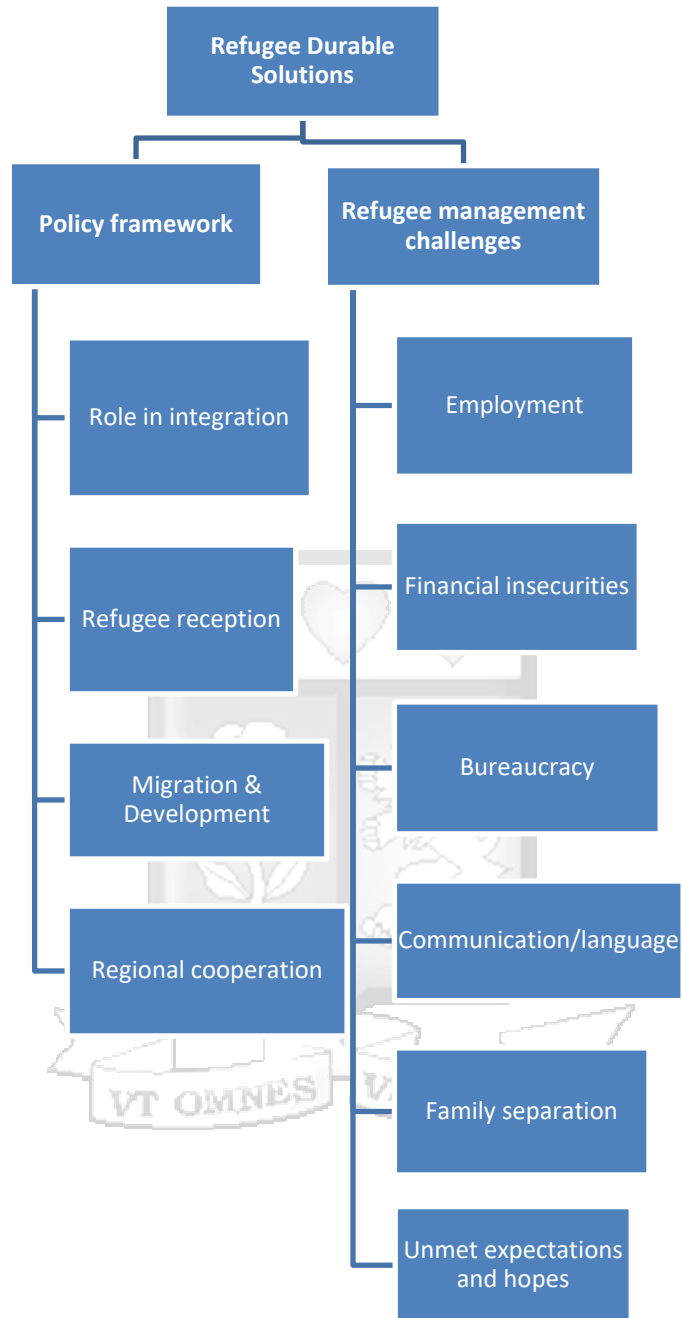 Refugee Durable
Solutions
Policy framework
Refugee management
challenges
Role in integration
Refugee reception
Migration &
Development
Regional cooperation
Employment
Financial insecurities
Bureaucracy
Communication/language
Family separation
Unmet expectations
and hopes
VT OMNES V